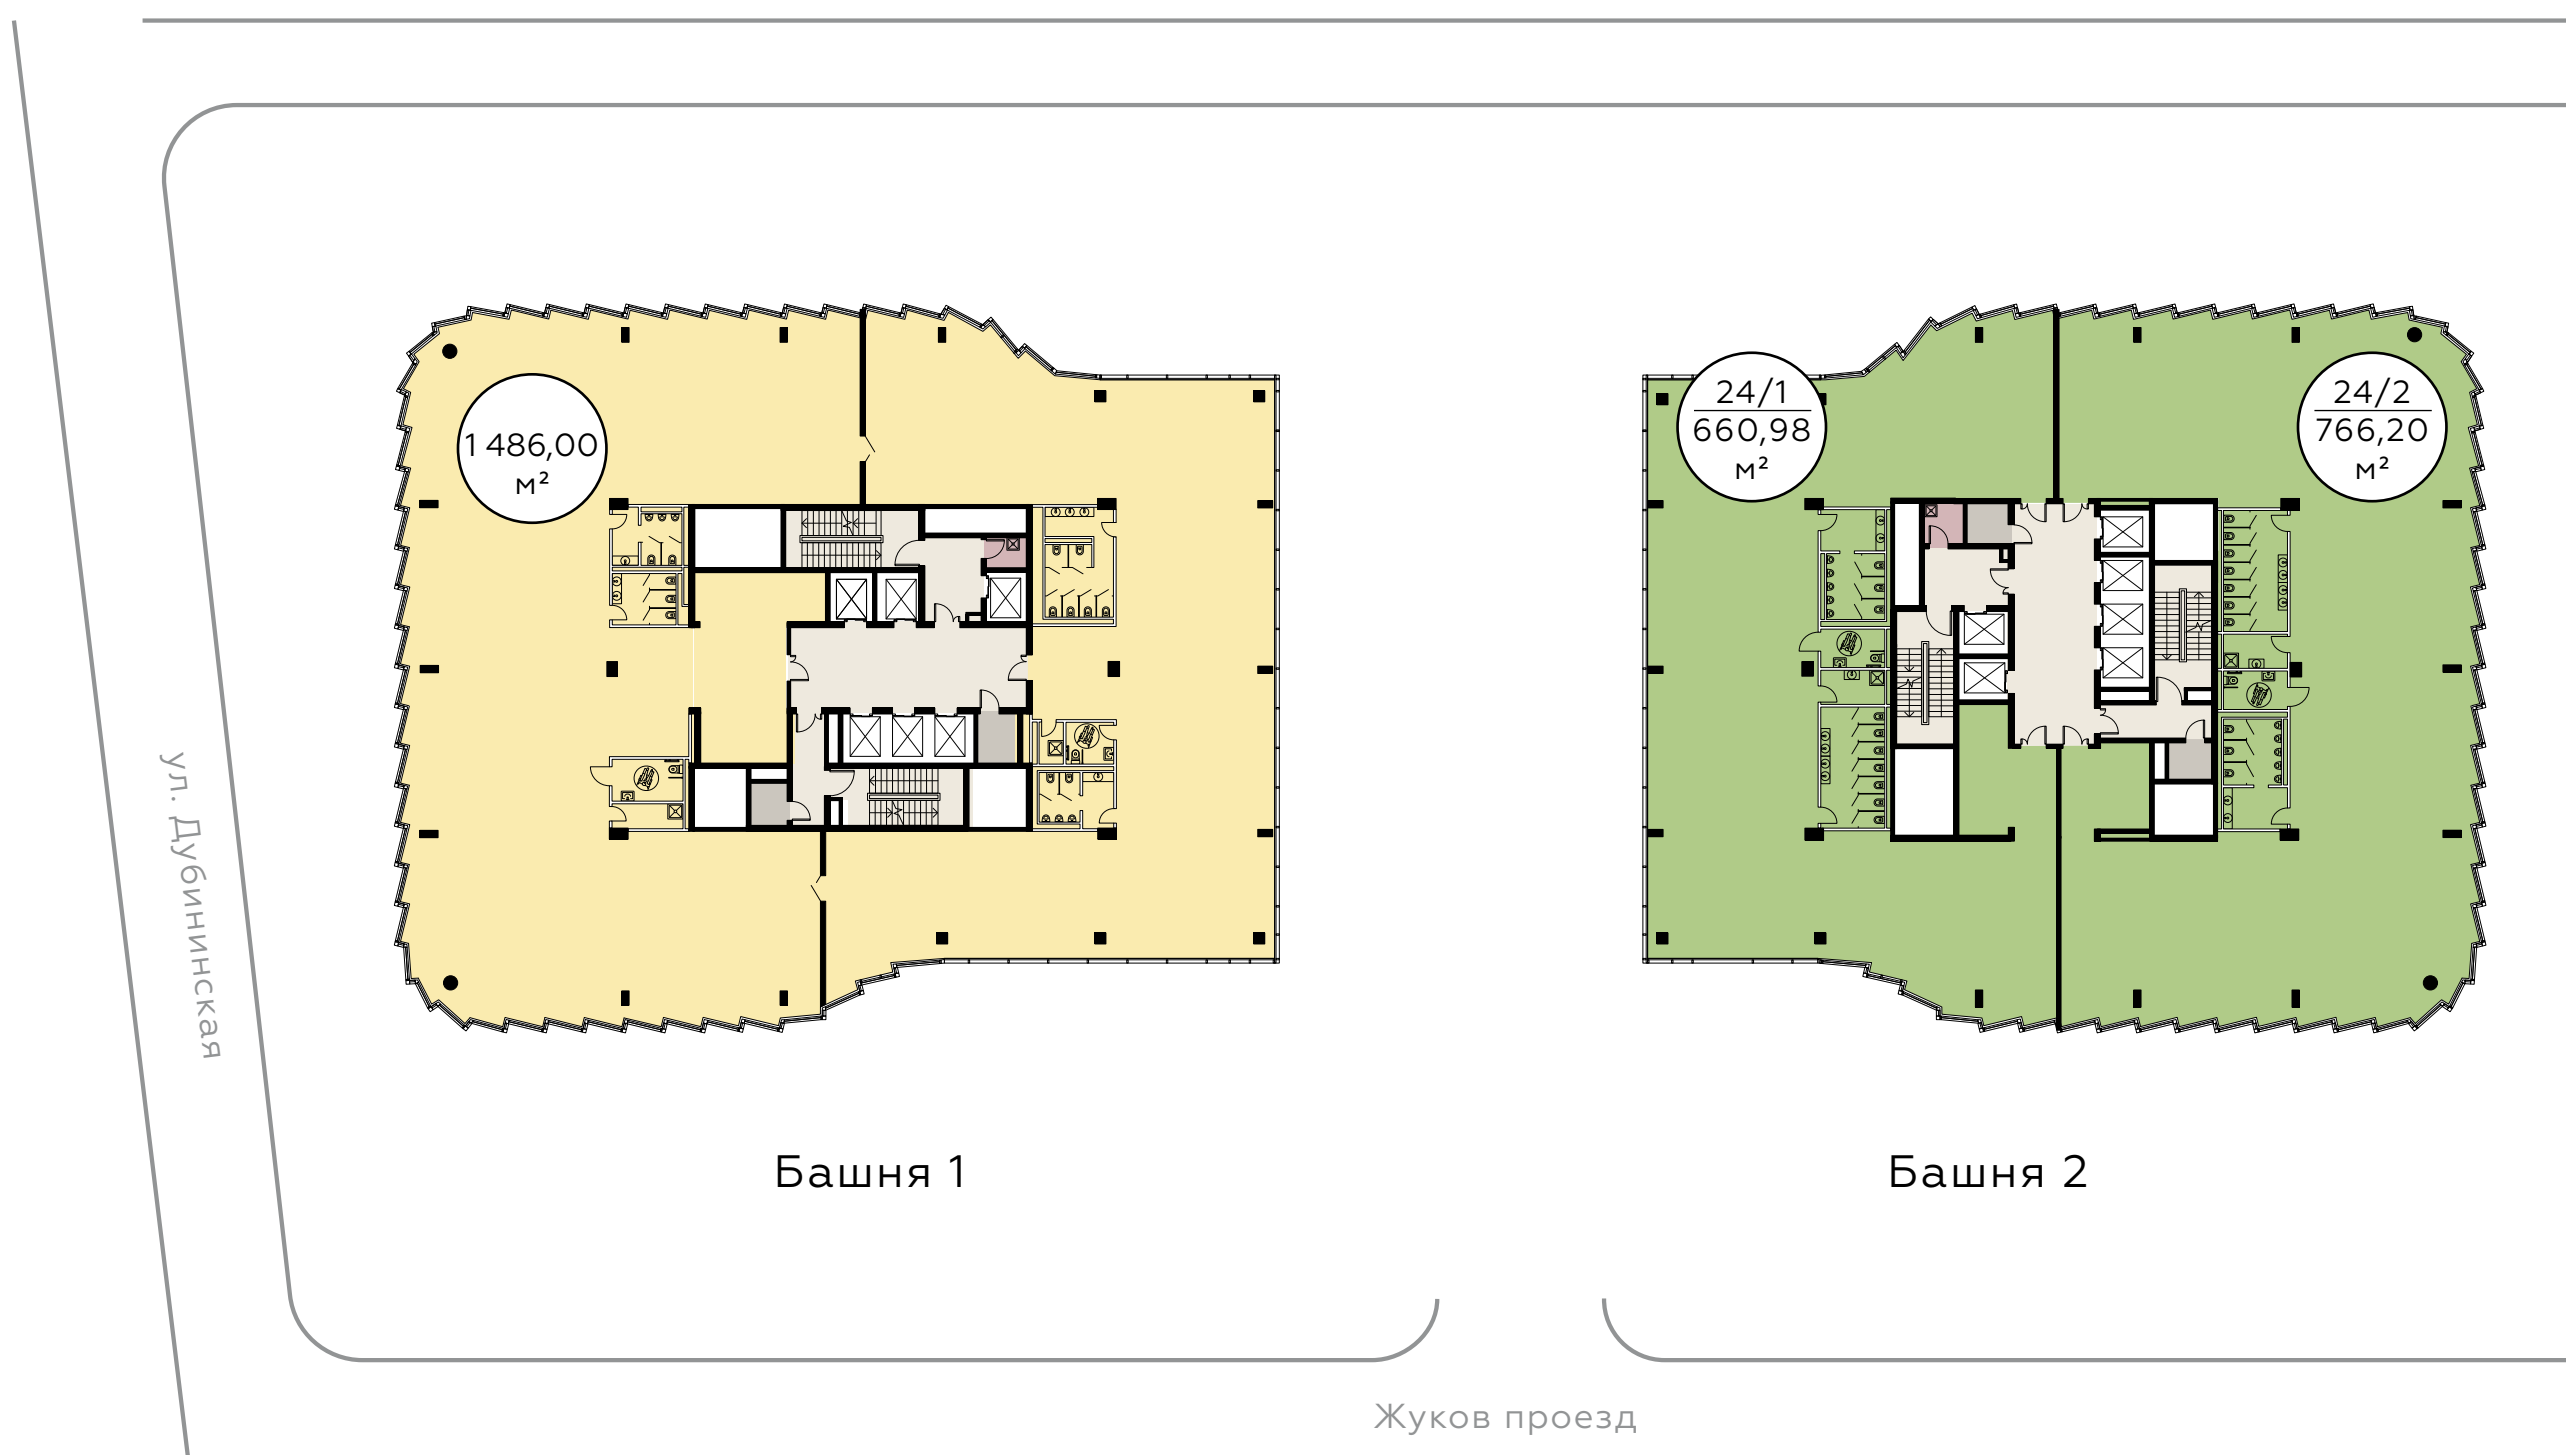 1 486,00
м²
24/1
660,98
м²
24/2
766,20
м²
ул. Дубининская
Башня 1
Башня 2
Жуков проезд